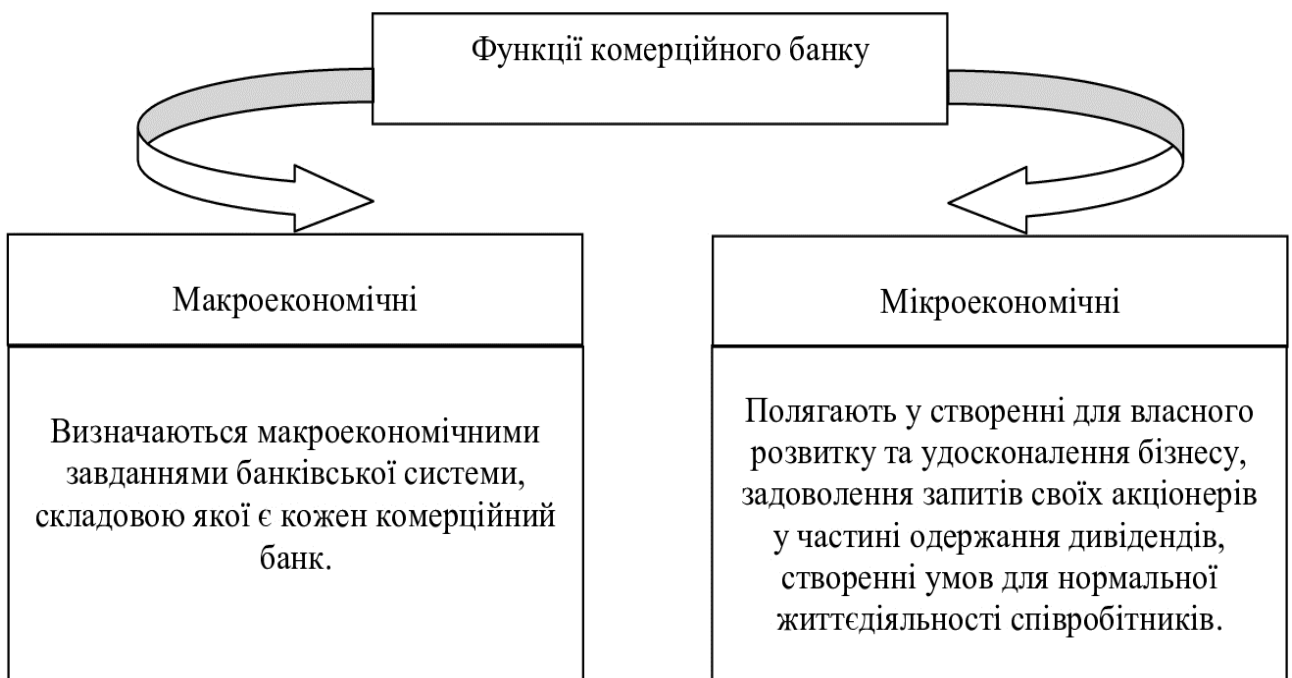 Функції комерційного банку
Макроекономічні
Визначаються макроекономічними
завданнями банківської системи,
складовою якої є кожен комерційний
банк.
Мікроекономічні
Полягають у створенні для власного
розвитку та удосконалення бізнесу,
задоволення запитів своїх акціонерів
у частині одержання дивідендів,
створенні умов для нормальної
життєдіяльності співробітників.